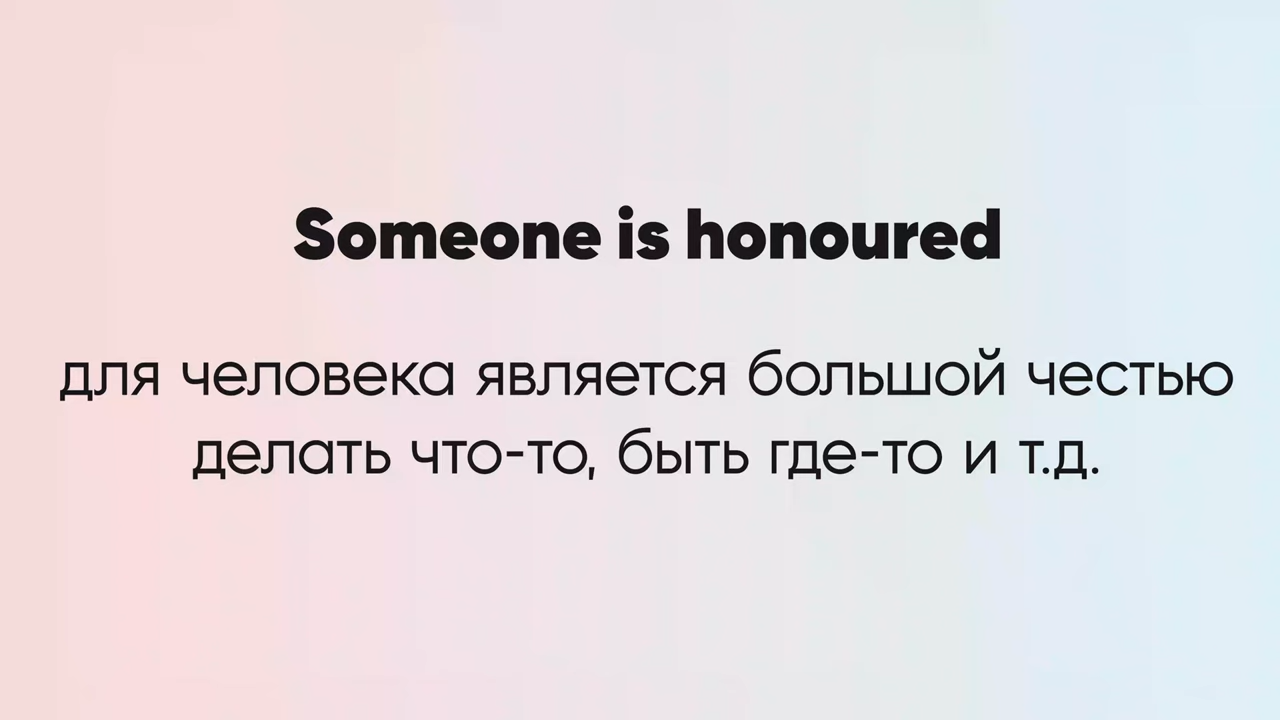 Someone is honoured
для человека является большой честью
делать что-то, быть где-то и т.д.